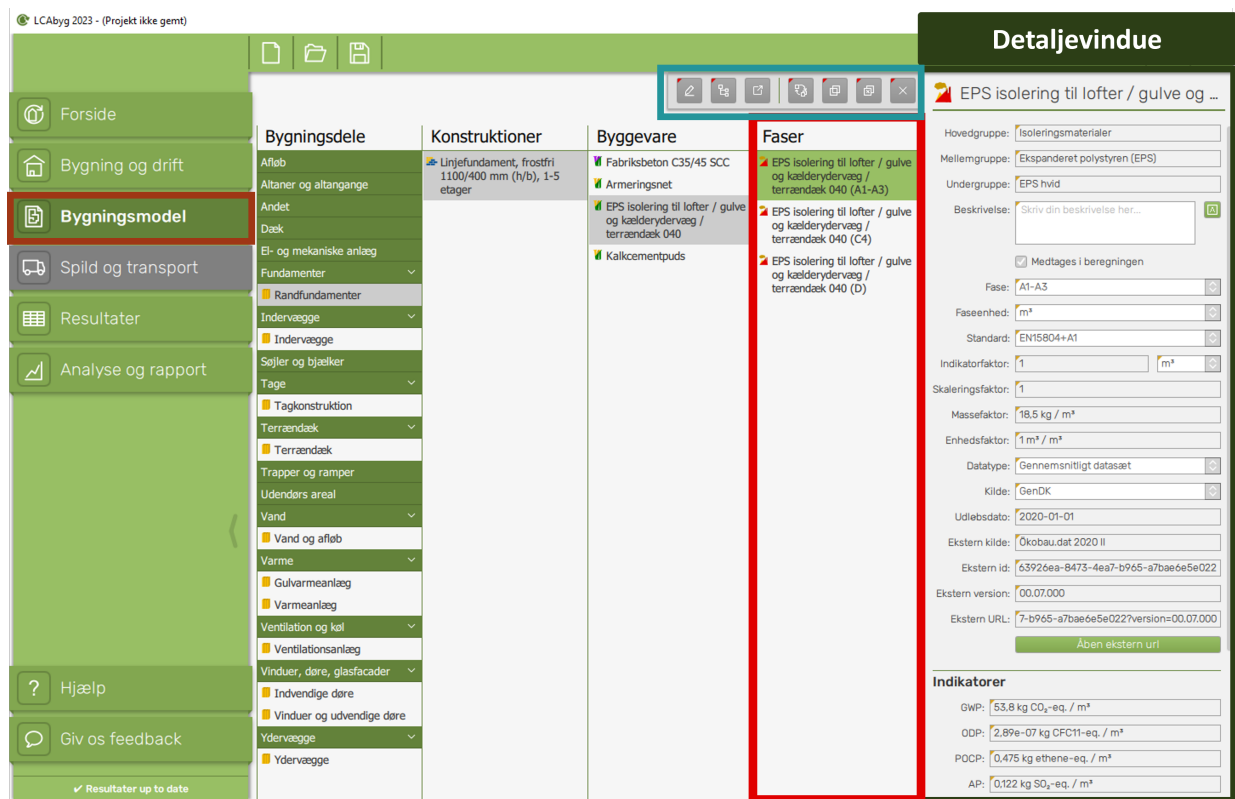 LCAbyg 2023 - (Projekt ikke gemt)
Detaljevindue
Forside
Bygning og drift
Bygningsmodel
Spild og transport
Resultater
Analyse og rapport
? Hjælp
Giv os feedback
✔ Resultater up to date
Bygningsdele
Afløb
Altaner og altangange
Andet
Dæk
El- og mekaniske anlæg
Fundamenter
Randfundamenter
Indervægge
Indervægge
Søjler og bjælker
Tage
Tagkonstruktion
Terrændæk
Terrændæk
Trapper og ramper
Udendørs areal
Vand
Vand og afløb
Varme
Gulvarmeanlæg
Varmeanlæg
Ventilation og køl
Ventilationsanlæg
Vinduer, døre, glasfacader
Indvendige døre
Vinduer og udvendige døre
Ydervægge
Ydervægge
Konstruktioner
Linjefundament, frostfri
1100/400 mm (h/b), 1-5
etager
Byggevare
Fabriksbeton C35/45 SCC
Armeringsnet
EPS isolering til lofter / gulve
og kælderydervæg /
terrændæk 040
Kalkcementpuds
Faser
EPS isolering til lofter / gulve
og kælderydervæg /
terrændæk 040 (A1-A3)
EPS isolering til lofter / gulve
og kælderydervæg /
terrændæk 040 (C4)
EPS isolering til lofter / gulve
og kælderydervæg /
terrændæk 040 (D)
EPS isolering til lofter / gulve og ...
Hovedgruppe: Isoleringsmaterialer
Mellemgruppe: Ekspanderet polystyren (EPS)
Undergruppe: EPS hvid
Beskrivelse: Skriv din beskrivelse her...
Medtages i beregningen
Fase: A1-A3
Faseenhed: m³
Standard: EN15804+A1
Indikatorfaktor: 1 m³
Skaleringsfaktor: 1
Massefaktor: 18,5 kg / m³
Enhedsfaktor: 1 m³ / m³
Datatype: Gennemsnitligt datasæt
Kilde: GenDK
Udløbsdato: 2020-01-01
Ekstern kilde: Ökobau.dat 2020 II
Ekstern id: 63926ea-8473-4ea7-b965-a7bae6e5e022
Ekstern version: 00.07.000
Ekstern URL: 7-b965-a7bae6e5e022?version=00.07.000
Åben ekstern url
Indikatorer
GWP: 53,8 kg CO₂-eq. / m³
ODP: 2,89e-07 kg CFC11-eq. / m³
POCP: 0,475 kg ethene-eq. / m³
AP: 0,122 kg SO₂-eq. / m³